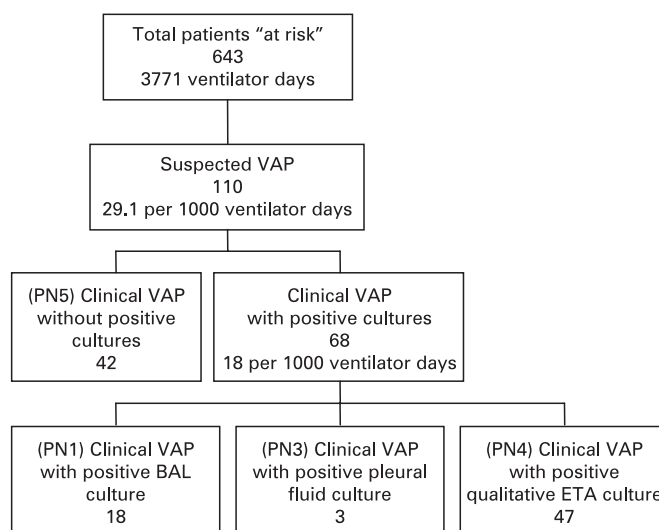 Total patients “at risk”
643
3771 ventilator days
Suspected VAP
110
29.1 per 1000 ventilator days
(PN5) Clinical VAP
without positive
cultures
42
Clinical VAP
with positive cultures
68
18 per 1000 ventilator days
(PN1) Clinical VAP
with positive BAL
culture
18
(PN3) Clinical VAP
with positive pleural
fluid culture
3
(PN4) Clinical VAP
with positive
qualitative ETA culture
47